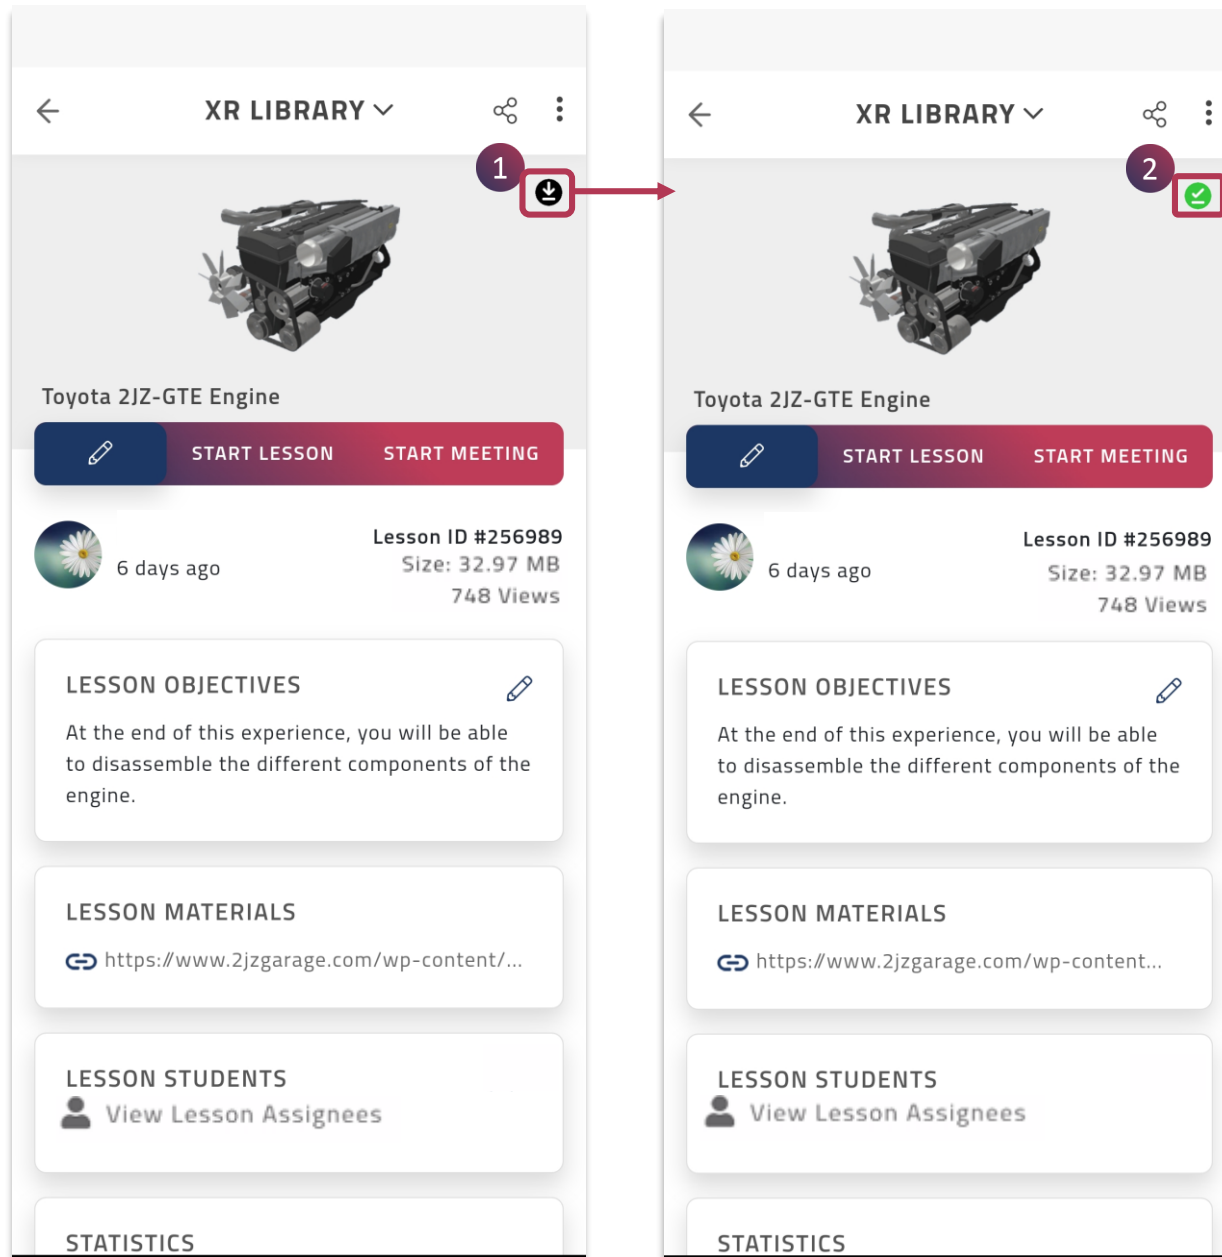 XR LIBRARY
1
Toyota 2JZ-GTE Engine
START LESSON START MEETING
Lesson ID #256989
6 days ago
Size: 32.97 MB
748 Views
LESSON OBJECTIVES
At the end of this experience, you will be able
to disassemble the different components of the
engine.
LESSON MATERIALS
https://www.2jzgarage.com/wp-content/...
LESSON STUDENTS
View Lesson Assignees
STATISTICS
XR LIBRARY
2
Toyota 2JZ-GTE Engine
START LESSON START MEETING
Lesson ID #256989
6 days ago
Size: 32.97 MB
748 Views
LESSON OBJECTIVES
At the end of this experience, you will be able
to disassemble the different components of the
engine.
LESSON MATERIALS
https://www.2jzgarage.com/wp-content...
LESSON STUDENTS
View Lesson Assignees
STATISTICS